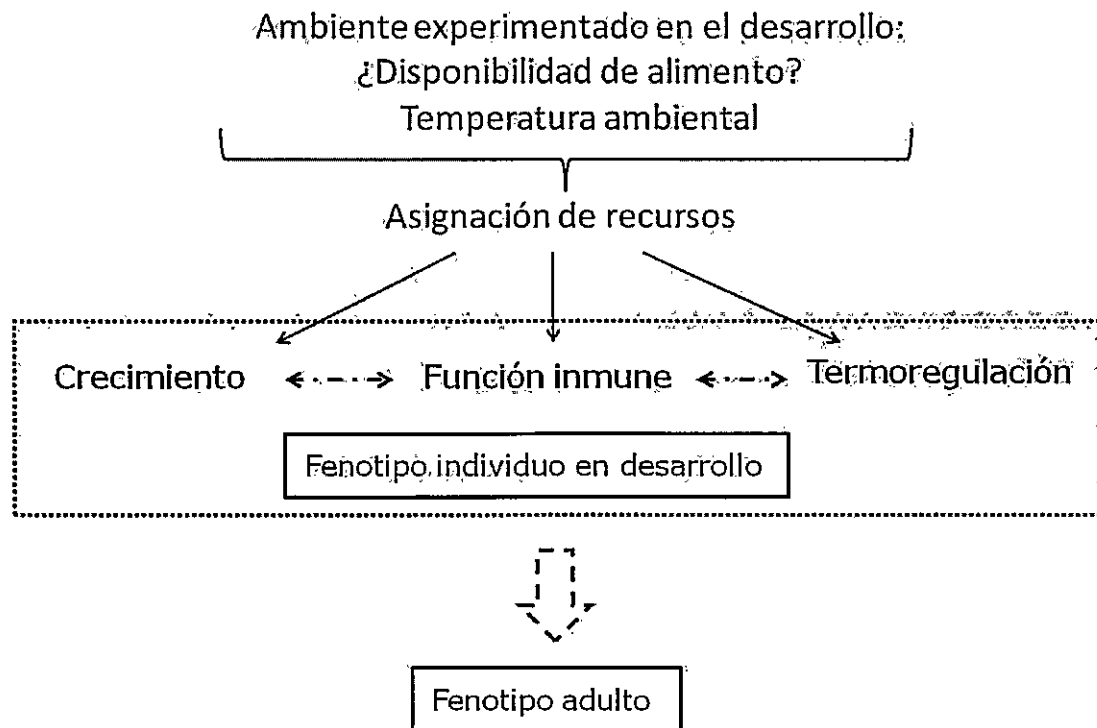 Ambiente experimentado en el desarrollo:
¿Disponibilidad de alimento?
Temperatura ambiental
Asignación de recursos
Crecimiento
Función inmune
Termoregulación
Fenotipo individuo en desarrollo
Fenotipo adulto